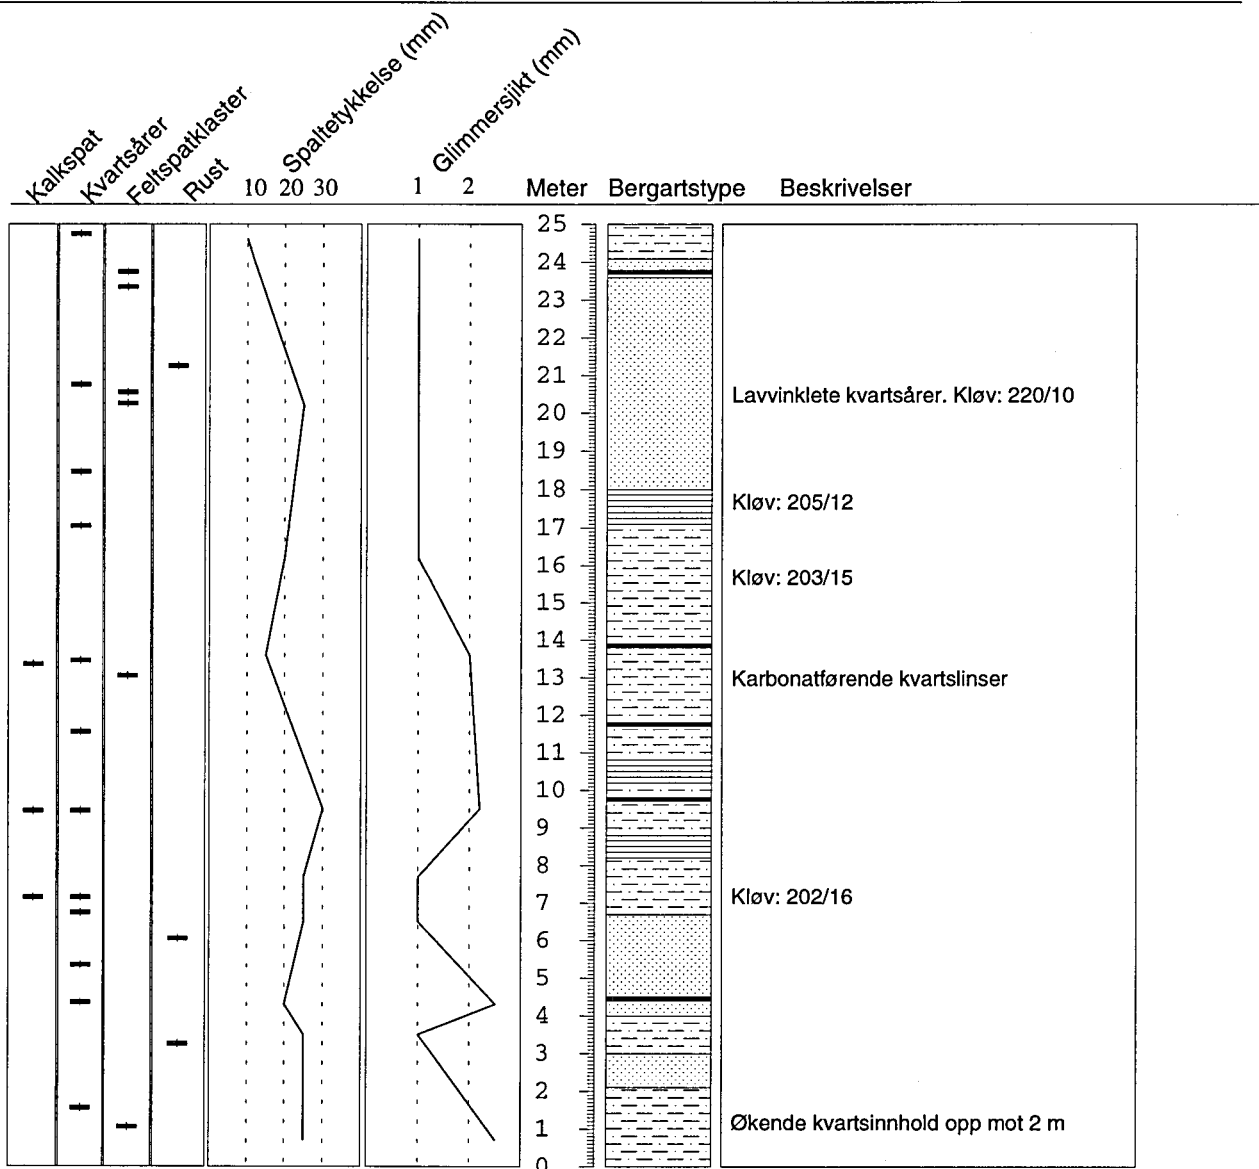 Kalkspat
Kvartsårer
Feltspatklaster
Rust
Spaltetykkelse (mm)
Glimmersjikt (mm)
10 20 30
1 2
Meter Bergartstype Beskrivelser
25
24
23
22
21
20
19
18
17
16
15
14
13
12
11
10
9
8
7
6
5
4
3
2
1
0
Lavvinklete kvartsårer. Kløv: 220/10
Kløv: 205/12
Kløv: 203/15
Karbonatførende kvartslinser
Kløv: 202/16
Økende kvartsinnhold opp mot 2 m